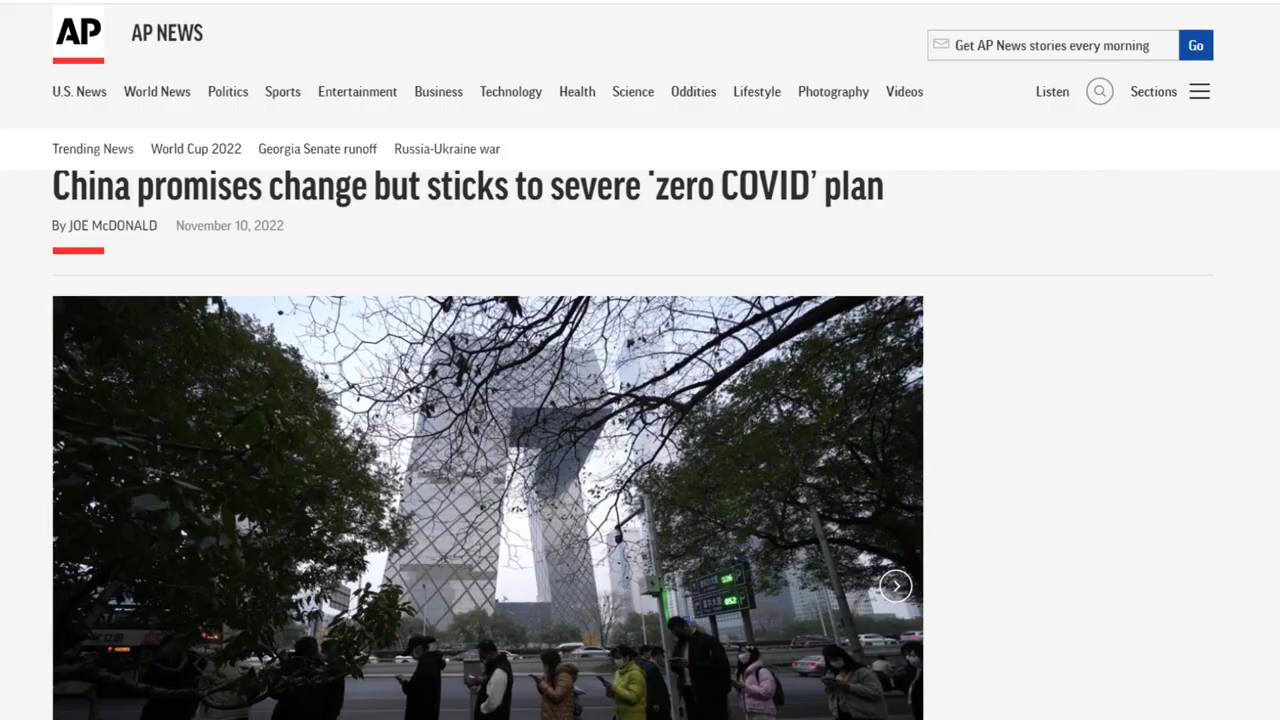 AP AP NEWS
Get AP News stories every morning Go
U.S. News World News Politics Sports Entertainment Business Technology Health Science Oddities Lifestyle Photography Videos Listen Sections
Trending News World Cup 2022 Georgia Senate runoff Russia-Ukraine war
China promises change but sticks to severe 'zero COVID’ plan
By JOE McDONALD November 10, 2022